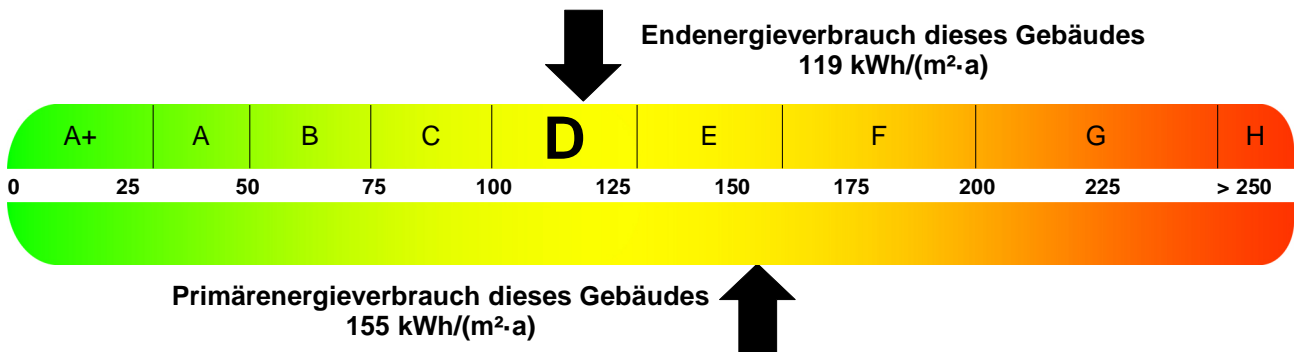 Endenergieverbrauch dieses Gebäudes
119 kWh/(m²·a)
A+ A B C D E F G H
0 25 50 75 100 125 150 175 200 225 > 250
Primärenergieverbrauch dieses Gebäudes
155 kWh/(m²·a)